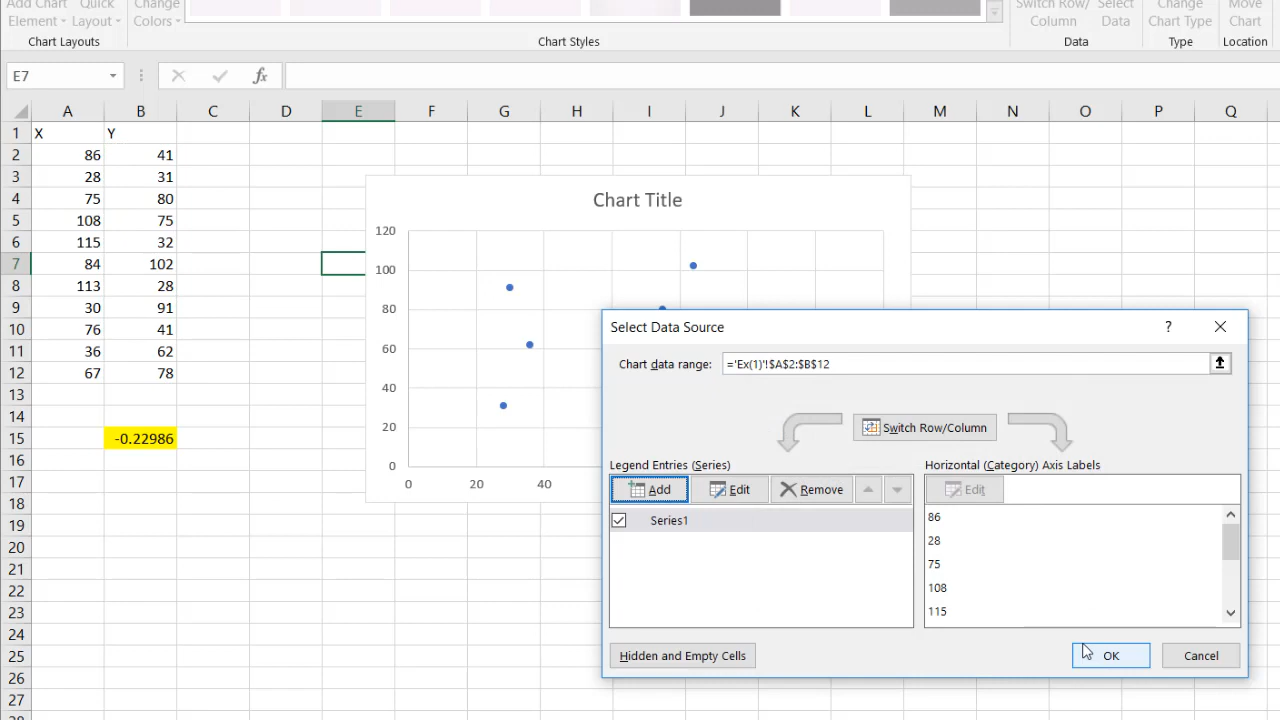 Add Chart Quick Change Switch Row/ Select Change Move
Element Layout Colors Column Data Chart Type Chart
Chart Layouts Chart Styles Data Type Location
E7 fx
A B C D E F G H I J K L M N O P Q
1 X Y
2 86 41
3 28 31
4 75 80
5 108 75
6 115 32
7 84 102
8 113 28
9 30 91
10 76 41
11 36 62
12 67 78
13
14
15 -0.22986
16
17
18
19
20
21
22
23
24
25
26
27
28
Chart Title
120
100
80
60
40
20
0
0 20 40
Select Data Source ?
Chart data range: ='Ex(1)'!$A$2:$B$12
Switch Row/Column
Legend Entries (Series) Horizontal (Category) Axis Labels
Add Edit Remove Edit
Series1
86
28
75
108
115
Hidden and Empty Cells OK Cancel